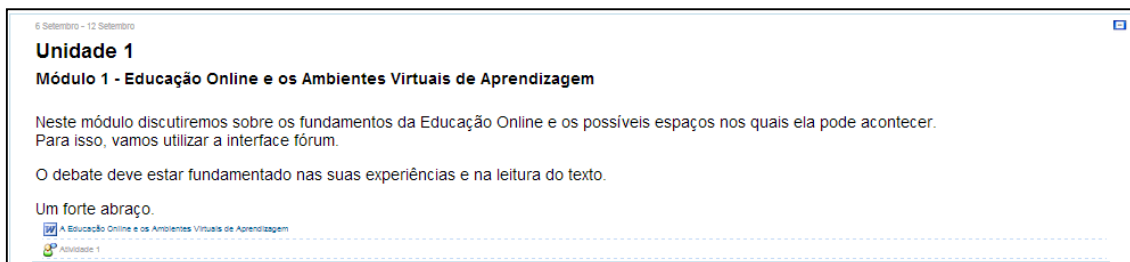 6 Setembro - 12 Setembro
Unidade 1
Módulo 1 - Educação Online e os Ambientes Virtuais de Aprendizagem
Neste módulo discutiremos sobre os fundamentos da Educação Online e os possíveis espaços nos quais ela pode acontecer.
Para isso, vamos utilizar a interface fórum.
O debate deve estar fundamentado nas suas experiências e na leitura do texto.
Um forte abraço.
A Educação Online e os Ambientes Virtuais de Aprendizagem
Atividade 1